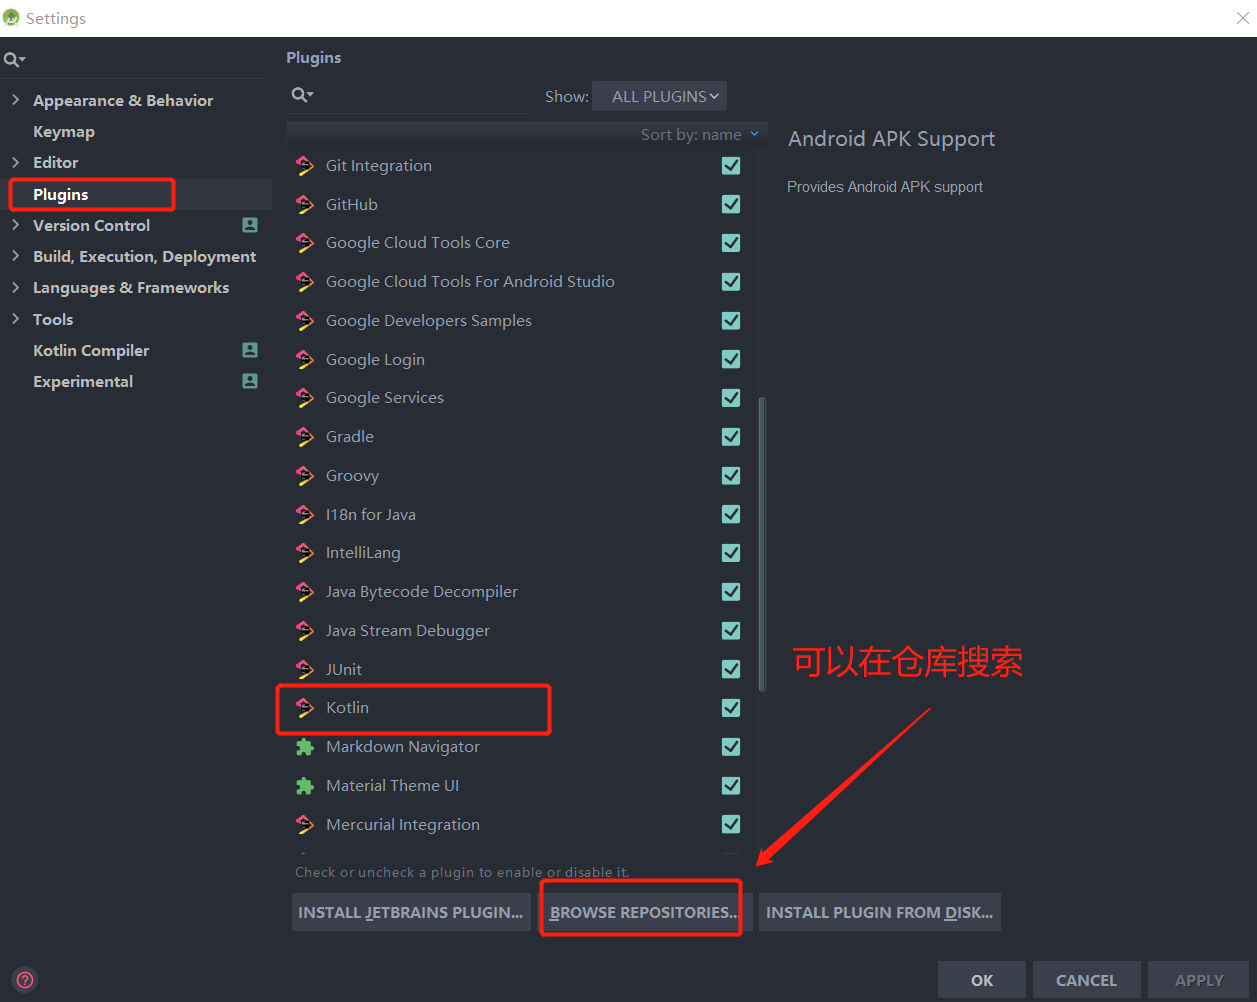 Settings
Plugins
Show: ALL PLUGINS
Sort by: name
Appearance & Behavior
Keymap
Editor
Plugins
Version Control
Build, Execution, Deployment
Languages & Frameworks
Tools
Kotlin Compiler
Experimental
Git Integration
GitHub
Google Cloud Tools Core
Google Cloud Tools For Android Studio
Google Developers Samples
Google Login
Google Services
Gradle
Groovy
I18n for Java
IntelliLang
Java Bytecode Decompiler
Java Stream Debugger
JUnit
Kotlin
Markdown Navigator
Material Theme UI
Mercurial Integration
Check or uncheck a plugin to enable or disable it.
INSTALL JETBRAINS PLUGIN...
BROWSE REPOSITORIES...
INSTALL PLUGIN FROM DISK...
Android APK Support
Provides Android APK support
可以在仓库搜索
?
OK
CANCEL
APPLY